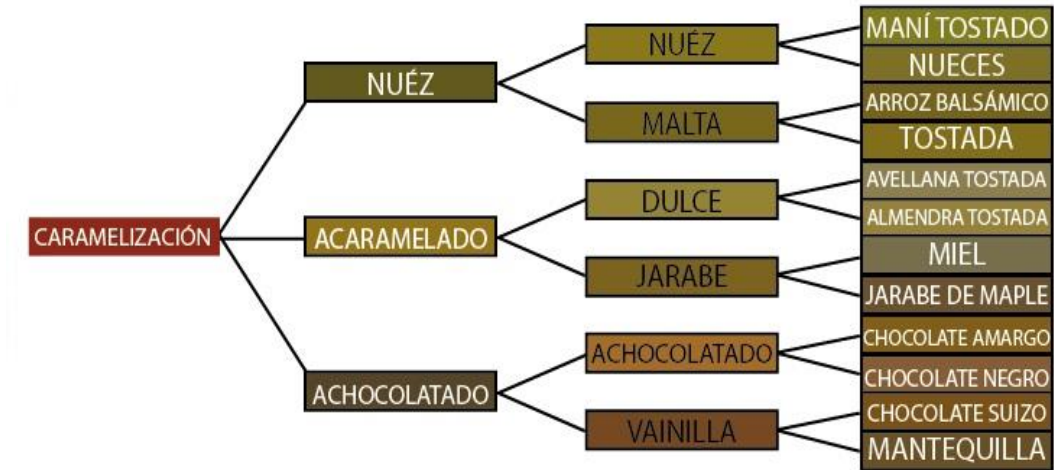 CARAMELIZACIÓN
NUÉZ
NUÉZ
MANÍ TOSTADO
NUECES
MALTA
ARROZ BALSÁMICO
TOSTADA
ACARAMELADO
DULCE
AVELLANA TOSTADA
ALMENDRA TOSTADA
JARABE
MIEL
JARABE DE MAPLE
ACHOCOLATADO
ACHOCOLATADO
CHOCOLATE AMARGO
CHOCOLATE NEGRO
VAINILLA
CHOCOLATE SUIZO
MANTEQUILLA